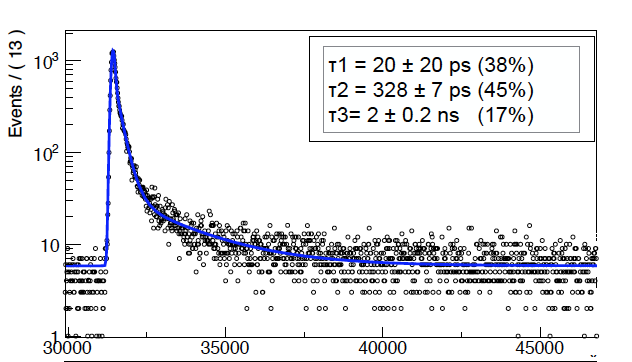 Events / ( 13 )
10³
10²
10
1
τ1 = 20 ± 20 ps (38%)
τ2 = 328 ± 7 ps (45%)
τ3= 2 ± 0.2 ns (17%)
30000 35000 40000 45000